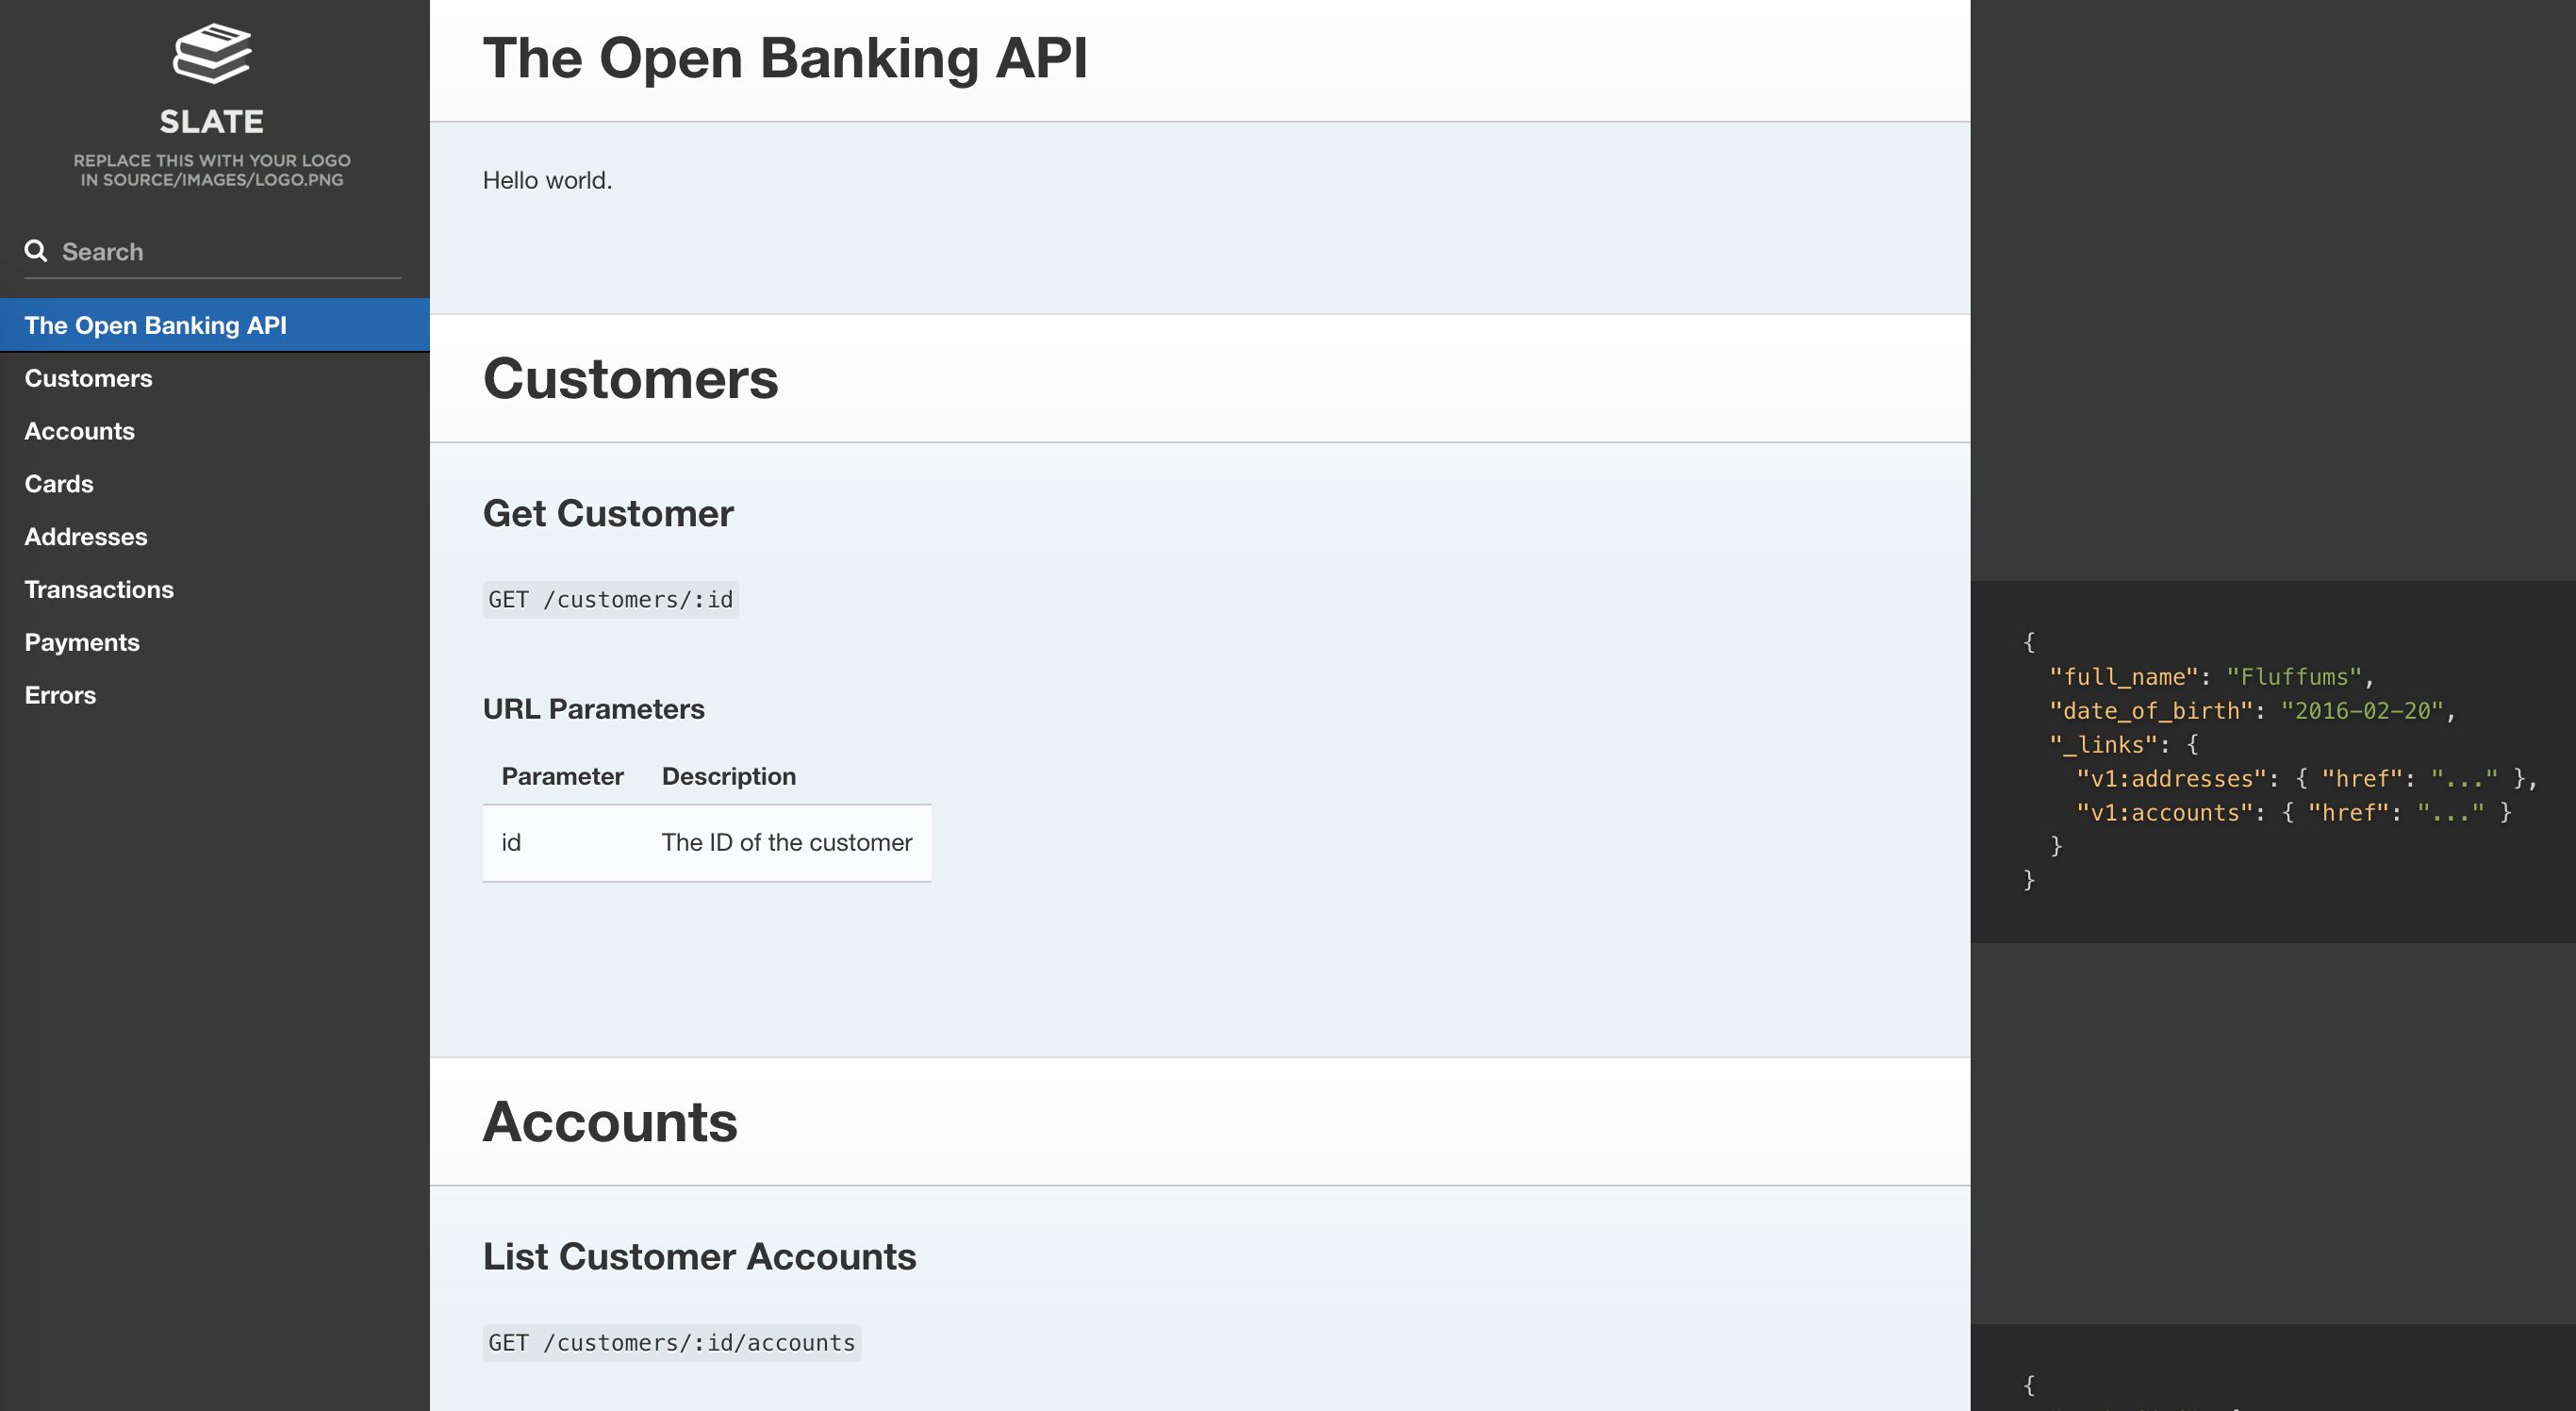 SLATE
REPLACE THIS WITH YOUR LOGO
IN SOURCE/IMAGES/LOGO.PNG
Search
The Open Banking API
Customers
Accounts
Cards
Addresses
Transactions
Payments
Errors
The Open Banking API
Hello world.
Customers
Get Customer
GET /customers/:id
URL Parameters
Parameter Description
id The ID of the customer
Accounts
List Customer Accounts
GET /customers/:id/accounts
{
  "full_name": "Fluffums",
  "date_of_birth": "2016-02-20",
  "_links": {
    "v1:addresses": { "href": "..." },
    "v1:accounts": { "href": "..." }
  }
}
{